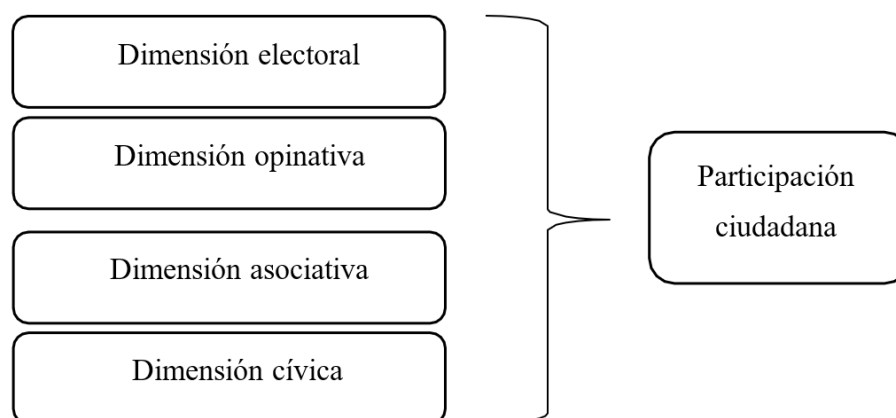 Dimensión electoral
Dimensión opinativa
Dimensión asociativa
Dimensión cívica
Participación
ciudadana